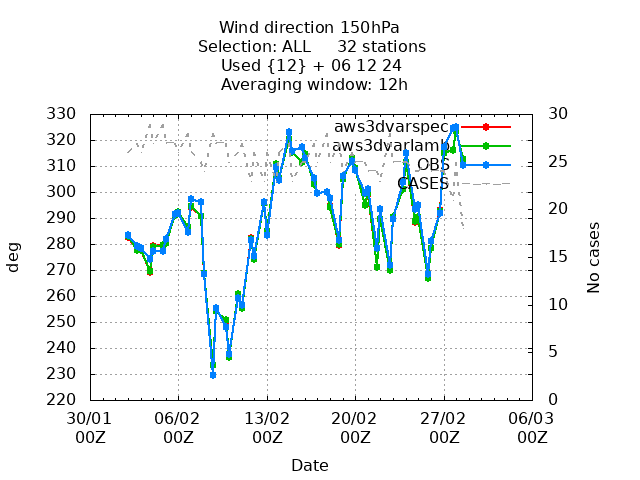 Wind direction 150hPa
Selection: ALL 32 stations
Used {12} + 06 12 24
Averaging window: 12h
330 30
aws3dvarspec
320
aws3dvarlamh
310 25
OBS
300 CASES
290 20
280 15
270
260 10
250
240 5
230
220 0
deg
No cases
30/01 06/02 13/02 20/02 27/02 06/03
00Z 00Z 00Z 00Z 00Z 00Z
Date